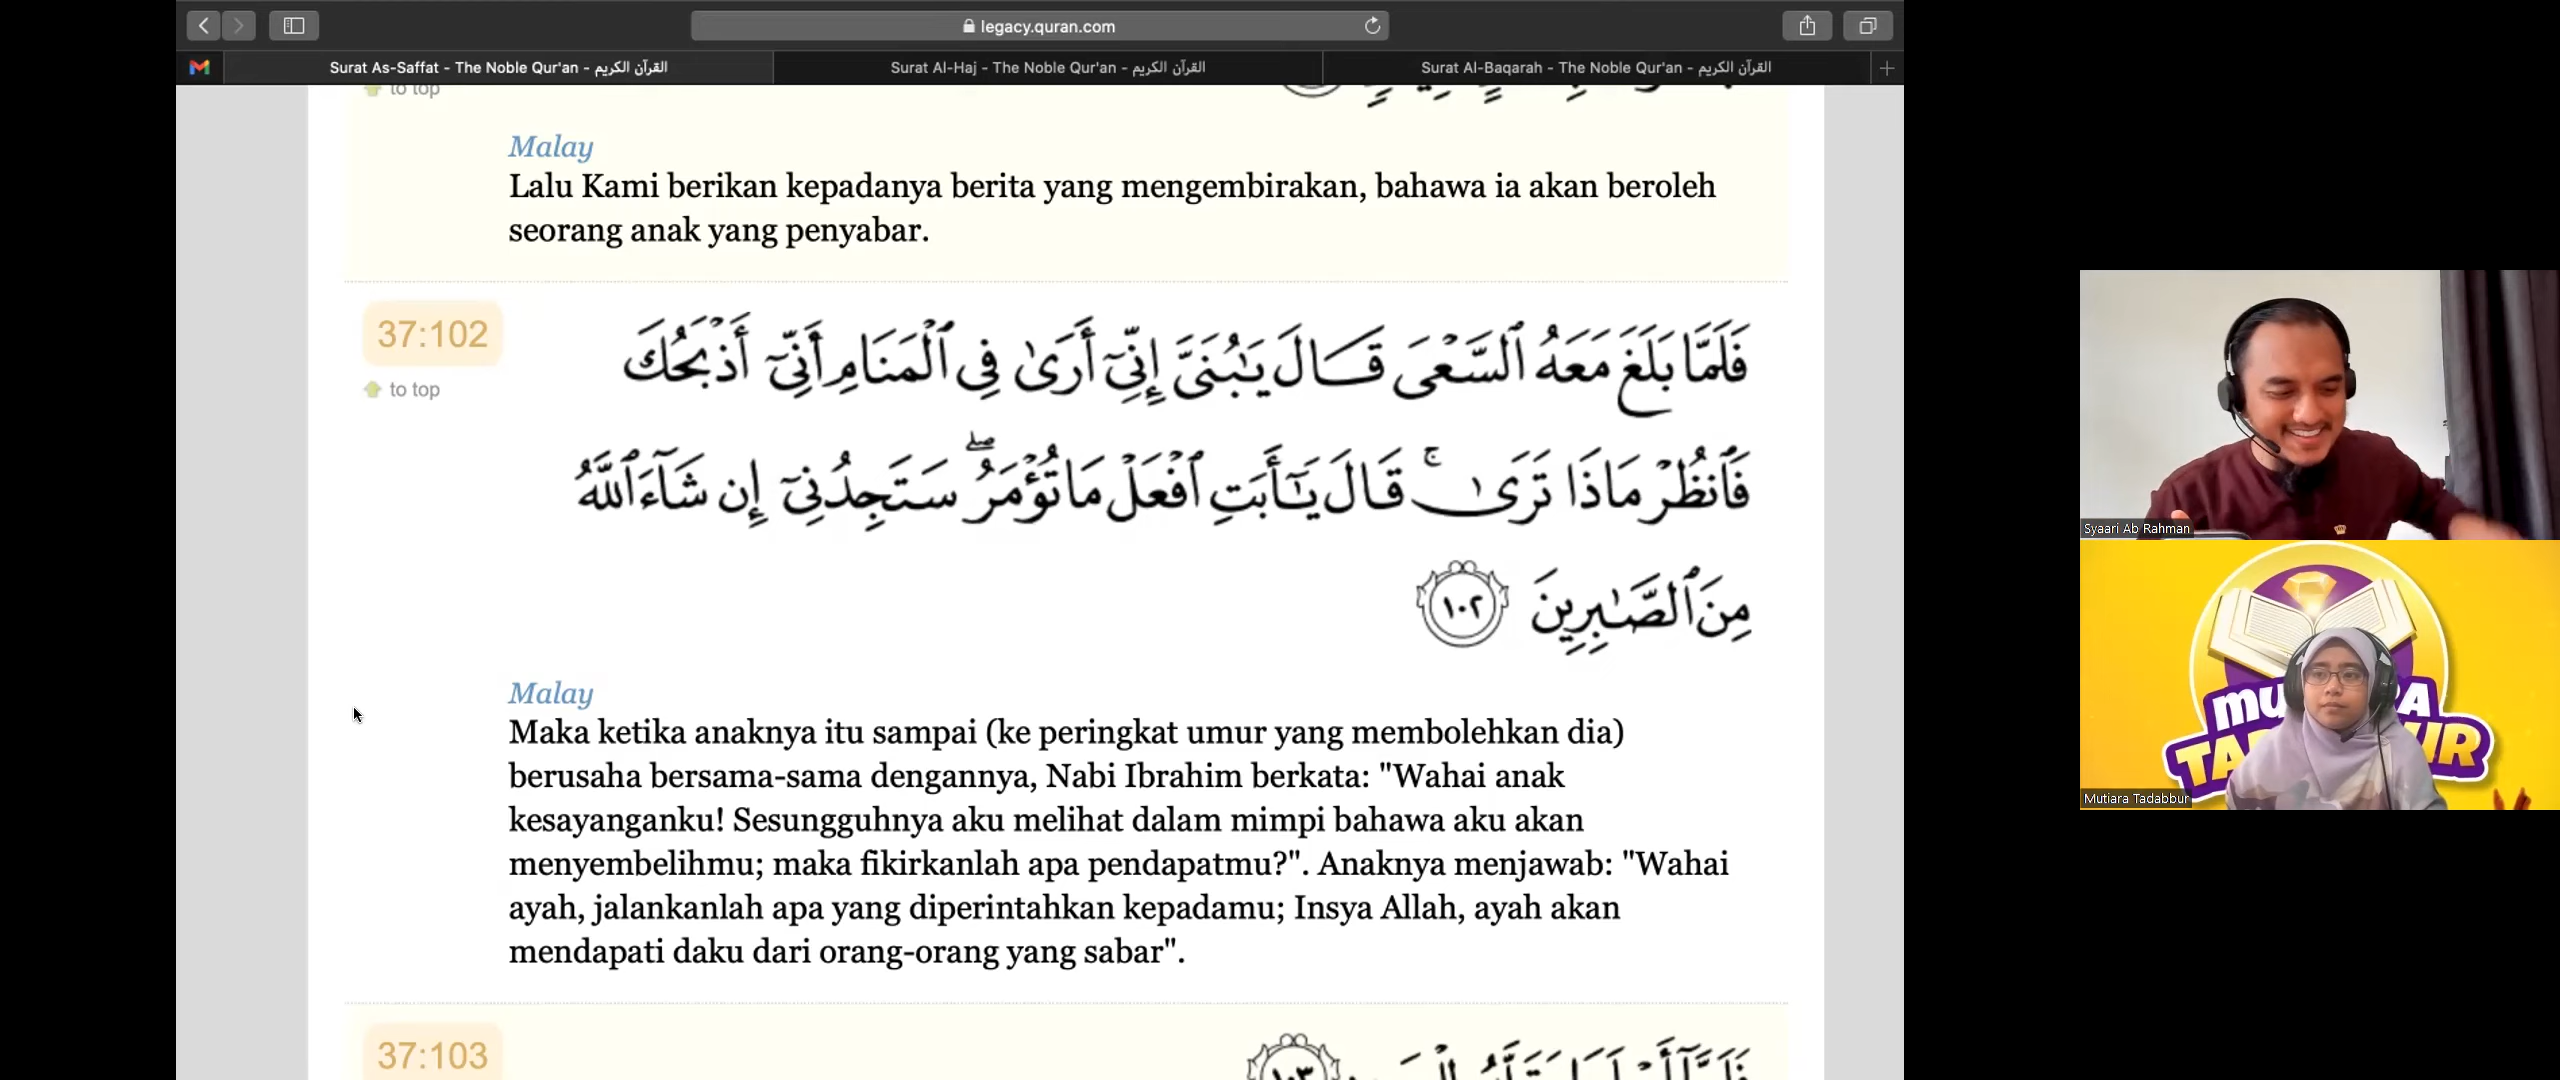 legacy.quran.com
Surat As-Saffat - The Noble Qur'an - القرآن الكريم
Surat Al-Haj - The Noble Qur'an - القرآن الكريم
Surat Al-Baqarah - The Noble Qur'an - القرآن الكريم
to top
Malay
Lalu Kami berikan kepadanya berita yang mengembirakan, bahawa ia akan beroleh
seorang anak yang penyabar.
37:102
to top
فَلَمَّا بَلَغَ مَعَهُ ٱلسَّعْىَ قَالَ يَـٰبُنَىَّ إِنِّىٓ أَرَىٰ فِى ٱلْمَنَامِ أَنِّىٓ أَذْبَحُكَ
فَٱنظُرْ مَاذَا تَرَىٰ ۚ قَالَ يَـٰٓأَبَتِ ٱفْعَلْ مَا تُؤْمَرُ ۖ سَتَجِدُنِىٓ إِن شَآءَ ٱللَّهُ
مِنَ ٱلصَّـٰبِرِينَ ١٠٢
Malay
Maka ketika anaknya itu sampai (ke peringkat umur yang membolehkan dia)
berusaha bersama-sama dengannya, Nabi Ibrahim berkata: "Wahai anak
kesayanganku! Sesungguhnya aku melihat dalam mimpi bahawa aku akan
menyembelihmu; maka fikirkanlah apa pendapatmu?". Anaknya menjawab: "Wahai
ayah, jalankanlah apa yang diperintahkan kepadamu; Insya Allah, ayah akan
mendapati daku dari orang-orang yang sabar".
37:103
Syaari Ab Rahman
Mutiara Tadabbur